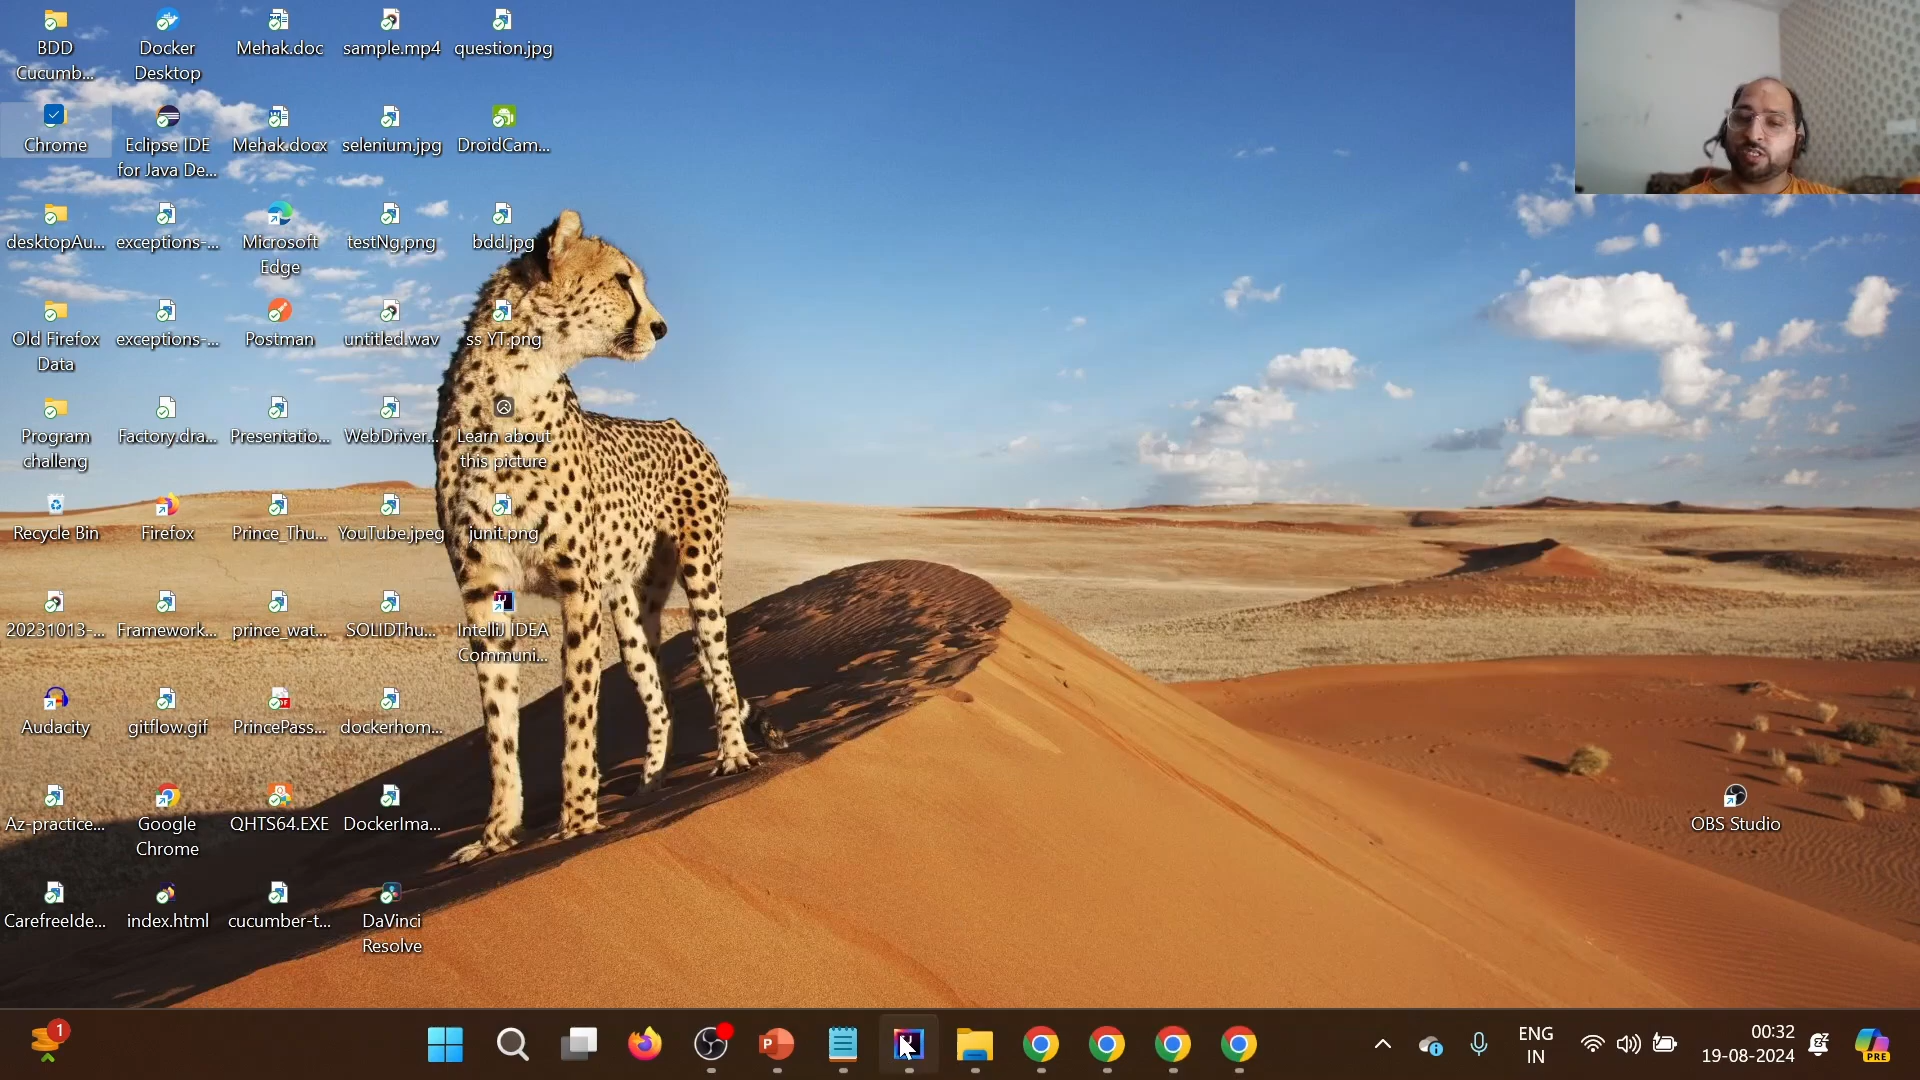 BDD
Cucumb...
Docker
Desktop
Mehak.doc
sample.mp4
question.jpg
Chrome
Eclipse IDE
for Java De...
Mehak.docx
selenium.jpg
DroidCam...
desktopAu...
exceptions-...
Microsoft
Edge
testNg.png
bdd.jpg
Old Firefox
Data
exceptions-...
Postman
untitled.wav
ss YT.png
Program
challeng
Factory.dra...
Presentatio...
WebDriver...
Learn about
this picture
Recycle Bin
Firefox
Prince_Thu...
YouTube.jpeg
junit.png
20231013-...
Framework...
prince_wat...
SOLIDThu...
IntelliJ IDEA
Communi...
Audacity
gitflow.gif
PrincePass...
dockerhom...
Az-practice...
Google
Chrome
QHTS64.EXE
DockerIma...
OBS Studio
CarefreeIde...
index.html
cucumber-t...
DaVinci
Resolve
1
ENG
IN
00:32
19-08-2024
PRE